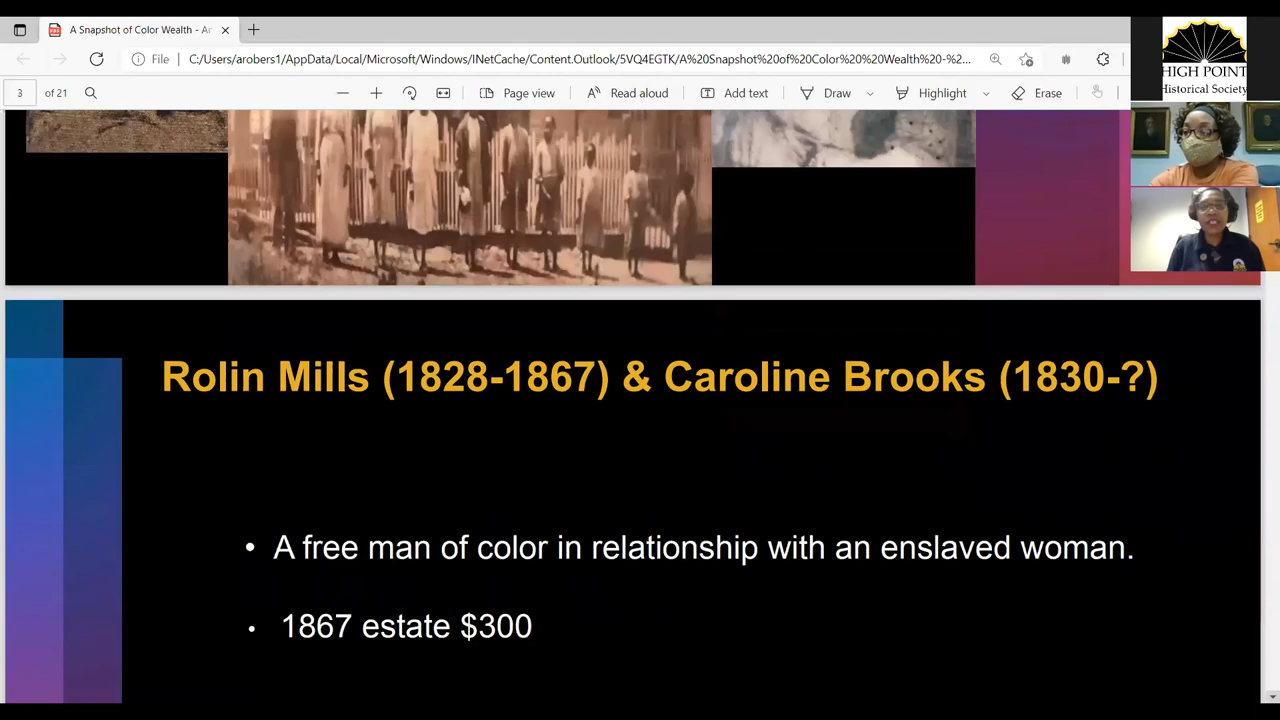 A Snapshot of Color Wealth - Ar
File
C:/Users/arobers1/AppData/Local/Microsoft/Windows/INetCache/Content.Outlook/5VQ4EGTK/A%20Snapshot%20of%20Color%20%20Wealth%20-%2...
3 of 21
Page view
Read aloud
Add text
Draw
Highlight
Erase
HIGH POINT
Historical Society
Rolin Mills (1828-1867) & Caroline Brooks (1830-?)
• A free man of color in relationship with an enslaved woman.
• 1867 estate $300